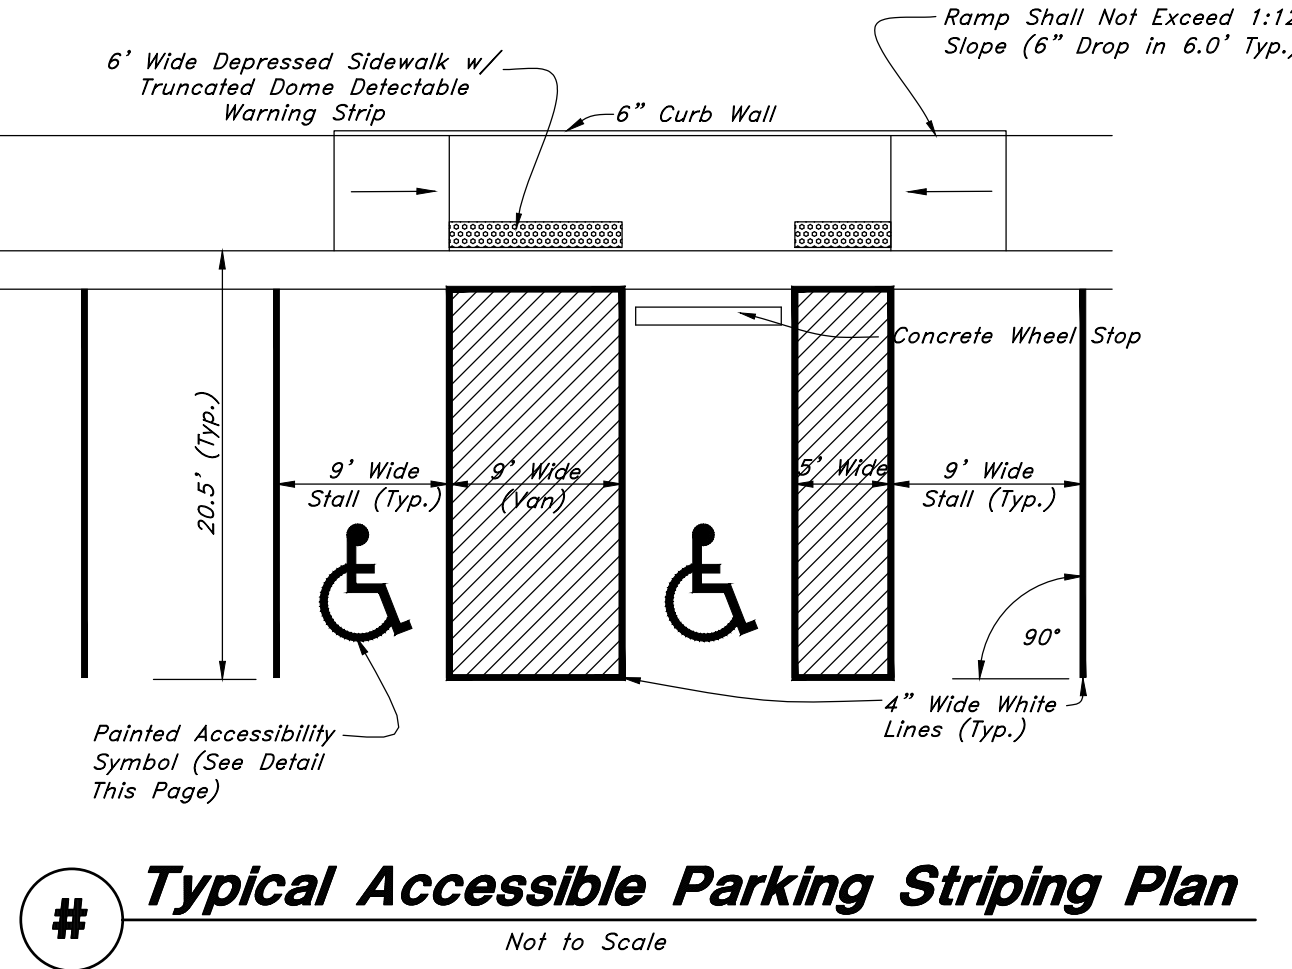 Ramp Shall Not Exceed 1:12
Slope (6" Drop in 6.0' Typ.)
6' Wide Depressed Sidewalk w/
Truncated Dome Detectable
Warning Strip
6" Curb Wall
Concrete Wheel Stop
20.5' (Typ.)
9' Wide
Stall (Typ.)
9' Wide
(Van)
5' Wide
9' Wide
Stall (Typ.)
90°
4" Wide White
Lines (Typ.)
Painted Accessibility
Symbol (See Detail
This Page)
#
Typical Accessible Parking Striping Plan
Not to Scale